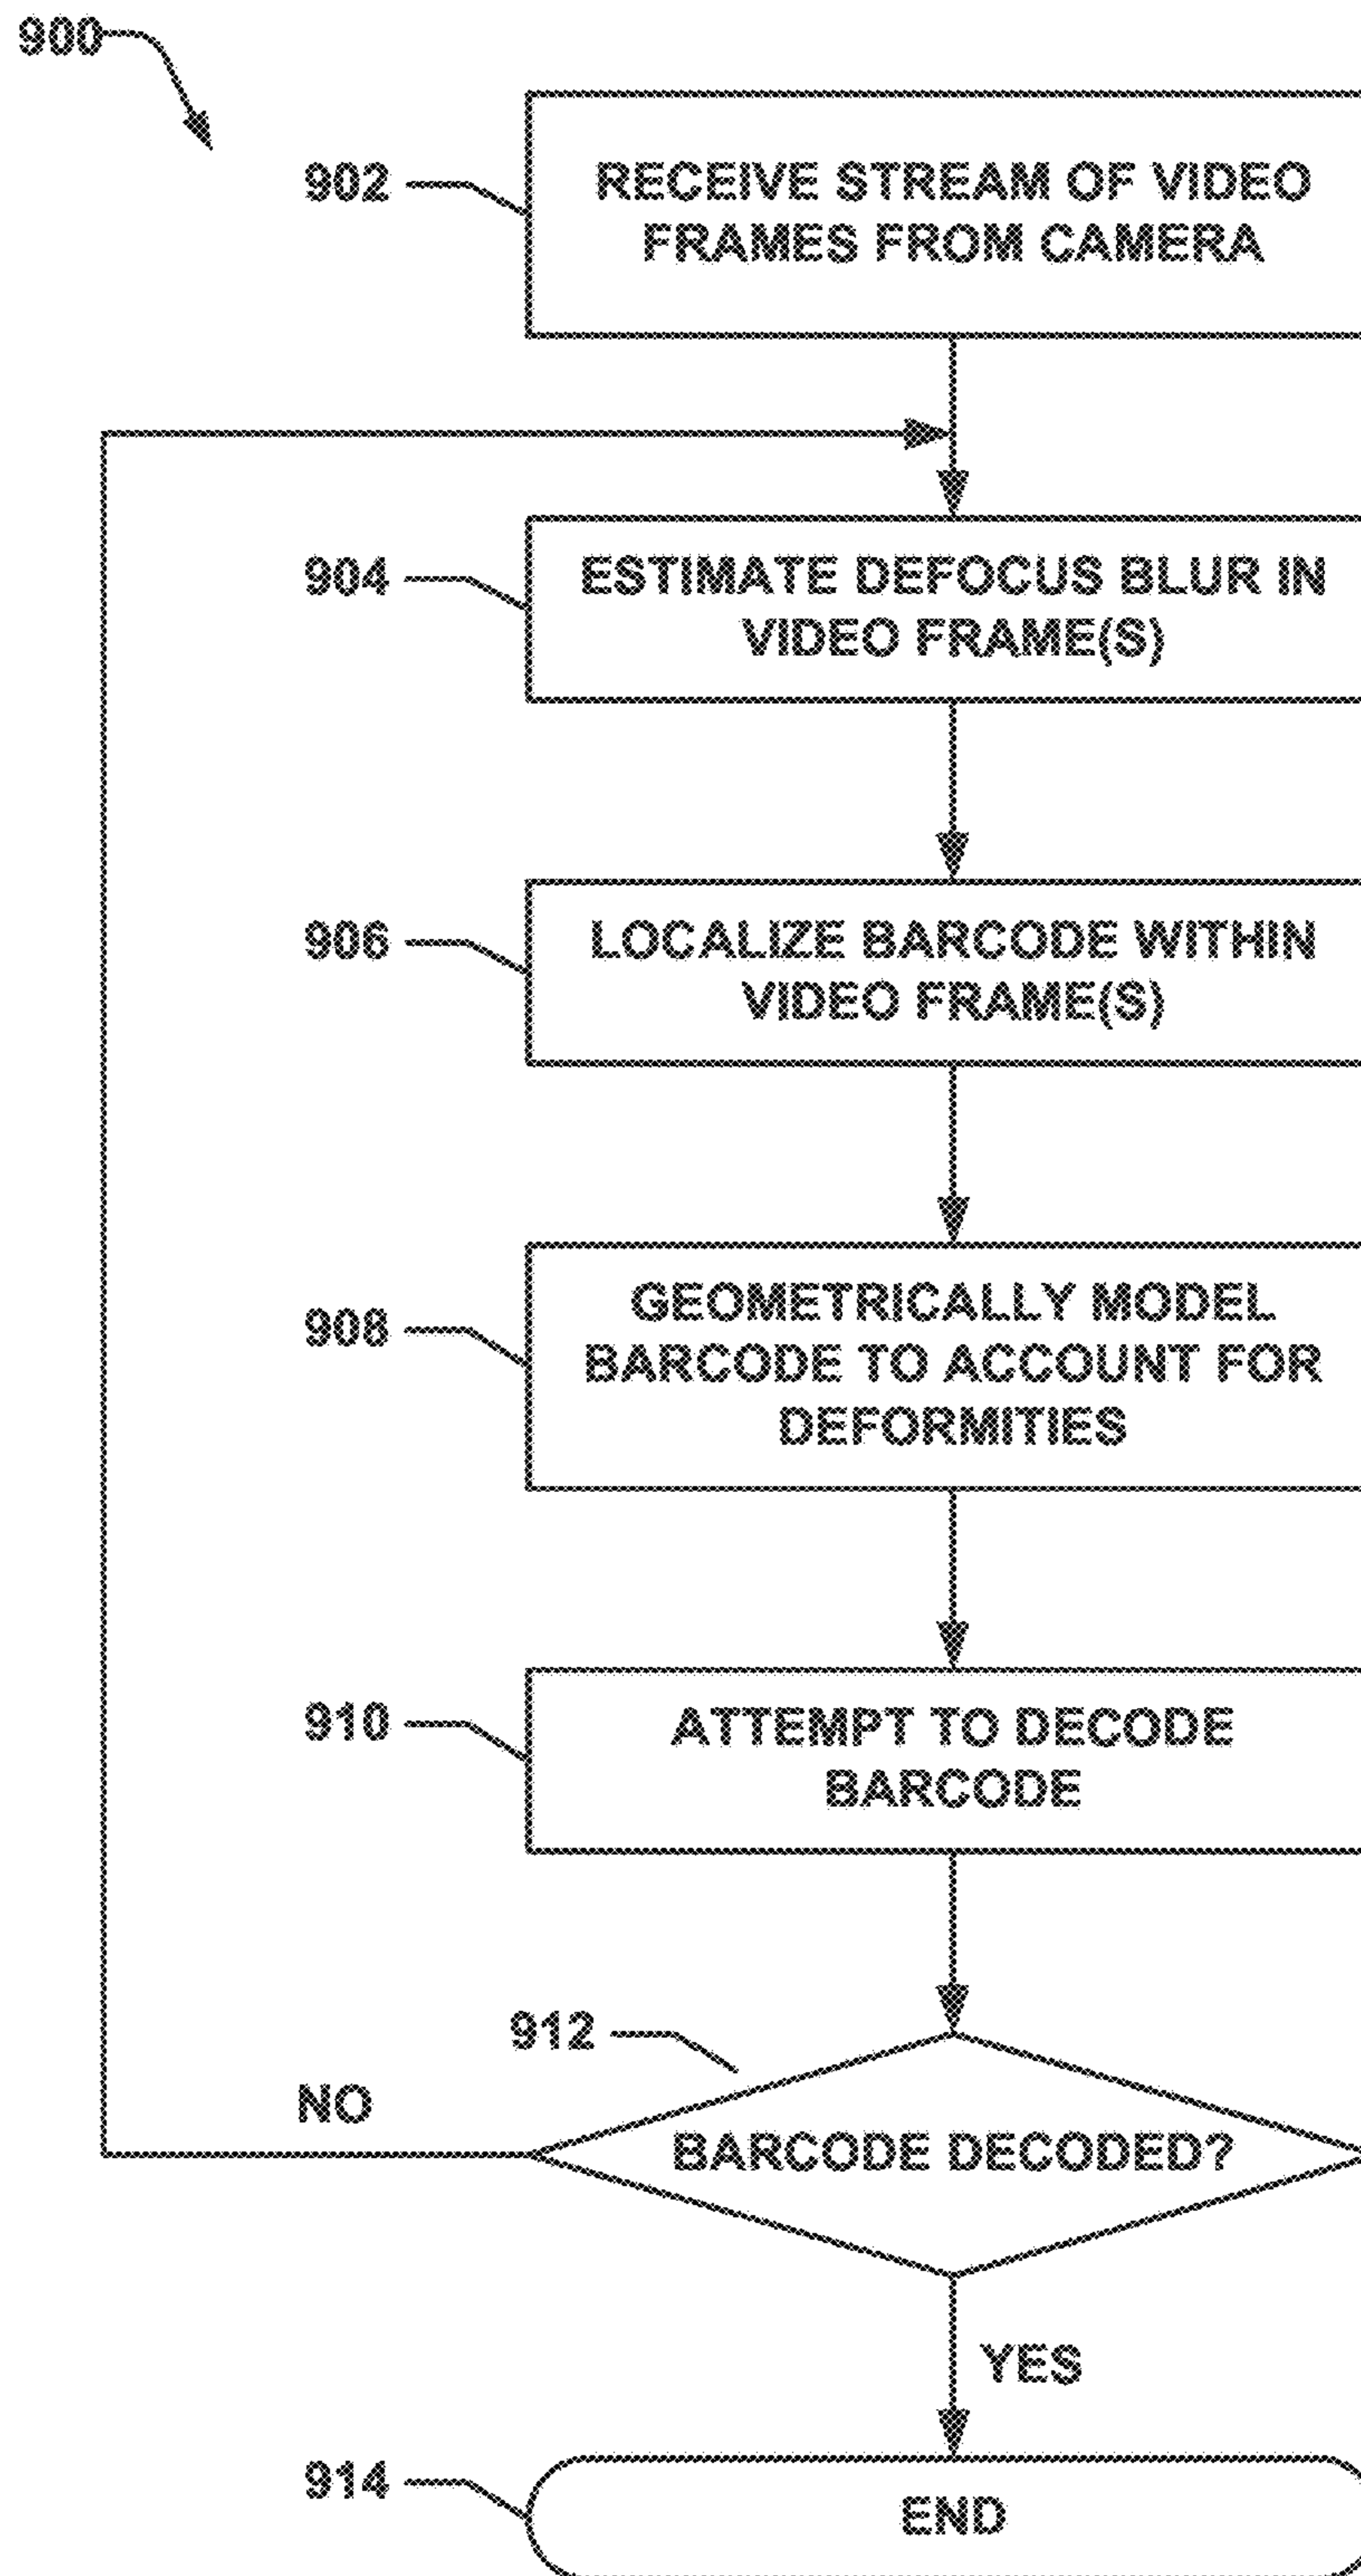 900
902
RECEIVE STREAM OF VIDEO
FRAMES FROM CAMERA
904
ESTIMATE DEFOCUS BLUR IN
VIDEO FRAME(S)
906
LOCALIZE BARCODE WITHIN
VIDEO FRAME(S)
908
GEOMETRICALLY MODEL
BARCODE TO ACCOUNT FOR
DEFORMITIES
910
ATTEMPT TO DECODE
BARCODE
912
NO
BARCODE DECODED?
YES
914
END